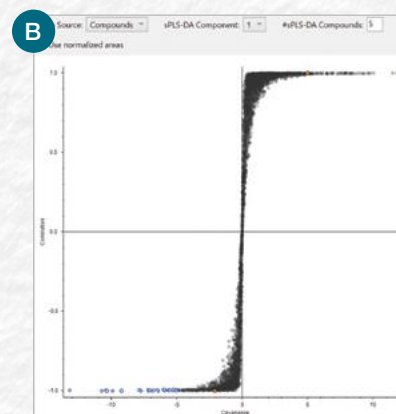 B
Source: Compounds sPLS-DA Component: 1 #sPLS-DA Compounds: 5
Use normalized areas
1.0
0.5
0.0
-0.5
-1.0
Correlation
-10 -5 0 5 10
Covariance